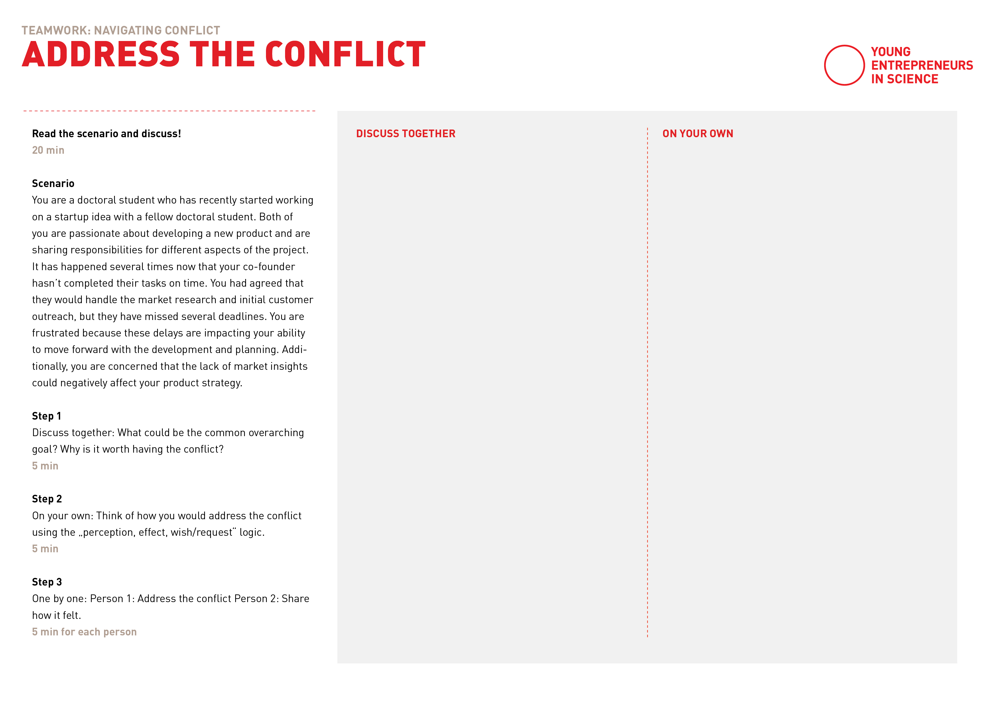 TEAMWORK: NAVIGATING CONFLICT
ADDRESS THE CONFLICT
YOUNG
ENTREPRENEURS
IN SCIENCE
Read the scenario and discuss!
20 min
Scenario
You are a doctoral student who has recently started working
on a startup idea with a fellow doctoral student. Both of
you are passionate about developing a new product and are
sharing responsibilities for different aspects of the project.
It has happened several times now that your co-founder
hasn’t completed their tasks on time. You had agreed that
they would handle the market research and initial customer
outreach, but they have missed several deadlines. You are
frustrated because these delays are impacting your ability
to move forward with the development and planning. Addi-
tionally, you are concerned that the lack of market insights
could negatively affect your product strategy.
Step 1
Discuss together: What could be the common overarching
goal? Why is it worth having the conflict?
5 min
Step 2
On your own: Think of how you would address the conflict
using the „perception, effect, wish/request“ logic.
5 min
Step 3
One by one: Person 1: Address the conflict Person 2: Share
how it felt.
5 min for each person
DISCUSS TOGETHER
ON YOUR OWN